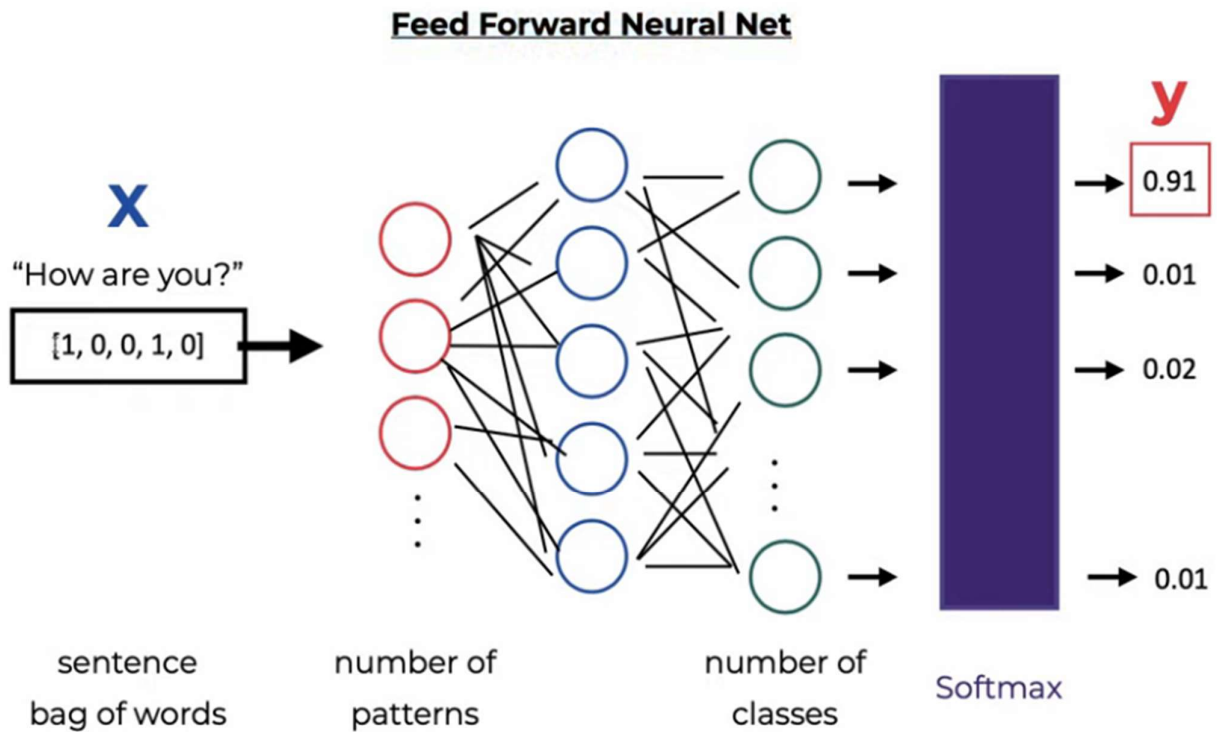 Feed Forward Neural Net
X
“How are you?”
[1, 0, 0, 1, 0]
y
0.91
0.01
0.02
0.01
sentence
bag of words
number of
patterns
number of
classes
Softmax